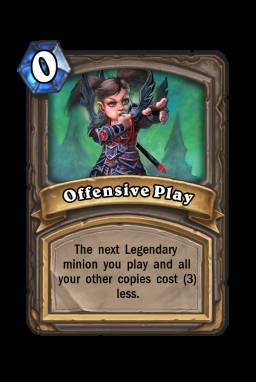 0
Offensive Play
The next Legendary
minion you play and all
your other copies cost (3)
less.